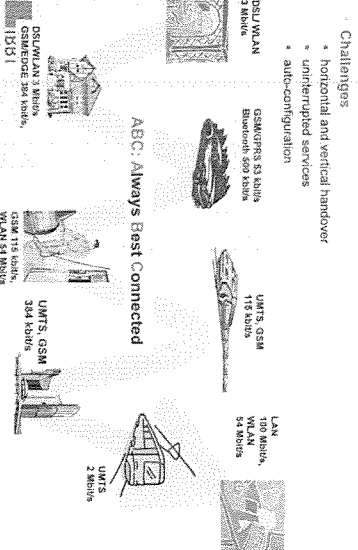 Challenges
• horizontal and vertical handover
• uninterrupted services
• auto-configuration
DSL/ WLAN
3 Mbit/s
GSM/GPRS 53 kbit/s
Bluetooth 500 kbit/s
UMTS, GSM
115 kbit/s
LAN
100 Mbit/s,
WLAN
54 Mbit/s
ABC: Always Best Connected
DSL/WLAN 3 Mbit/s
GSM/EDGE 384 kbit/s,
GSM 115 kbit/s,
WLAN 54 Mbit/s
UMTS, GSM
384 kbit/s
UMTS
2 Mbit/s